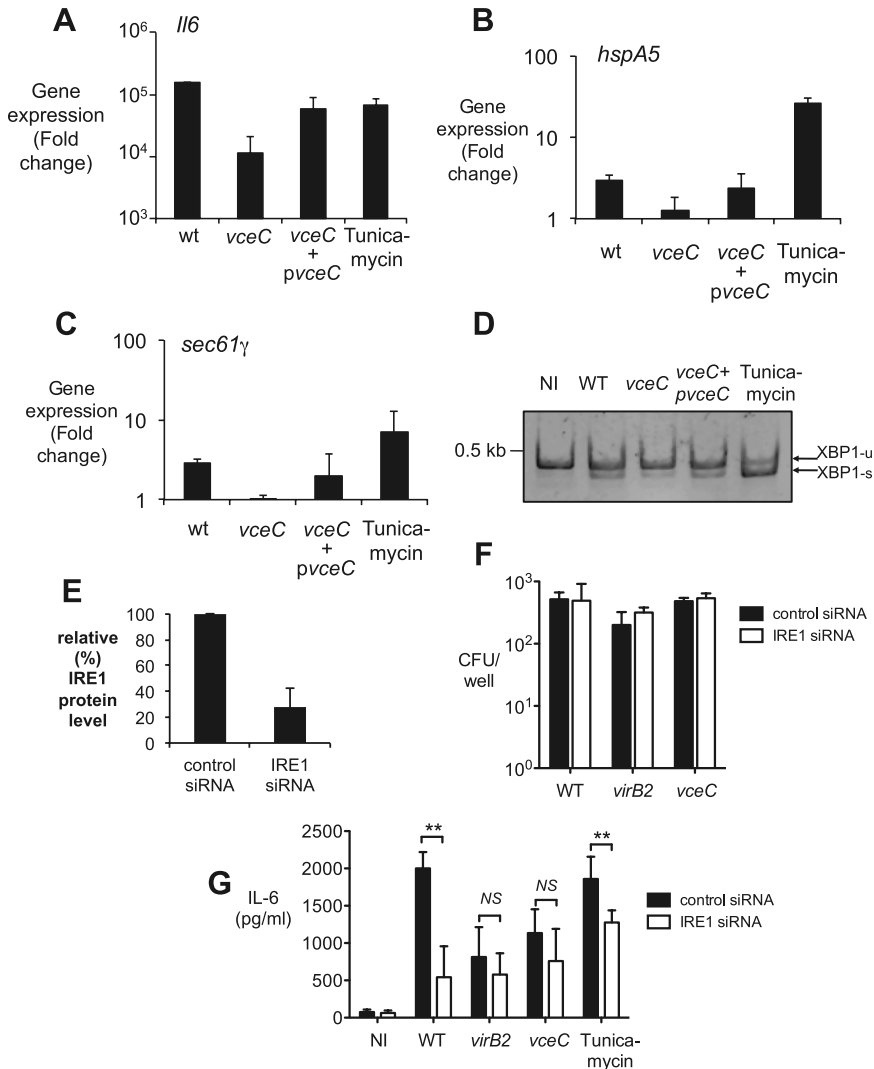 A
Il6
10⁶
10⁵
10⁴
10³
Gene
expression
(Fold
change)
wt
vceC
vceC
+
pvceC
Tunica-
mycin
B
hspA5
100
10
1
Gene
expression
(Fold
change)
wt
vceC
vceC
+
pvceC
Tunica-
mycin
C
sec61γ
100
10
1
Gene
expression
(Fold
change)
wt
vceC
vceC
+
pvceC
Tunica-
mycin
D
NI
WT
vceC
vceC+
pvceC
Tunica-
mycin
0.5 kb
XBP1-u
XBP1-s
E
relative
(%)
IRE1
protein
level
100
80
60
40
20
0
control
siRNA
IRE1
siRNA
F
CFU/
well
10³
10²
10¹
10⁰
WT
virB2
vceC
control siRNA
IRE1 siRNA
G
IL-6
(pg/ml)
2500
2000
1500
1000
500
0
**
NS
NS
**
NI
WT
virB2
vceC
Tunica-
mycin
control siRNA
IRE1 siRNA